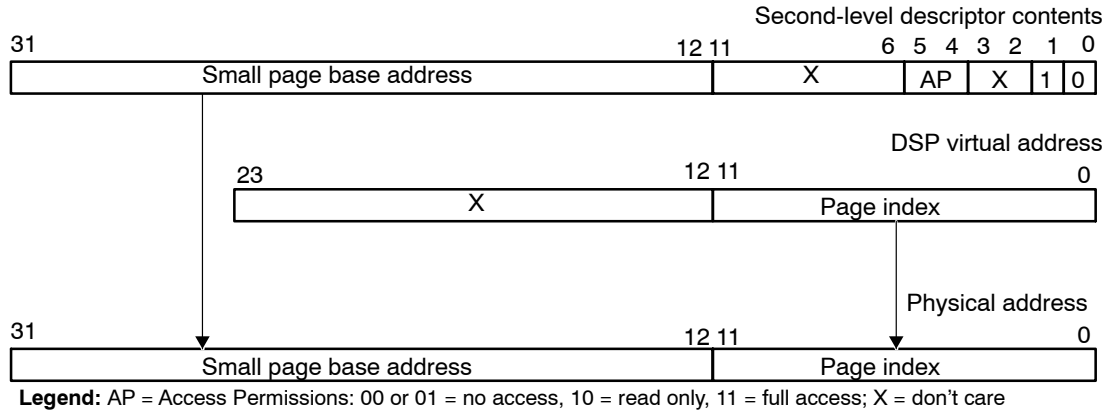 Second-level descriptor contents
31 12 11 6 5 4 3 2 1 0
Small page base address X AP X 1 0
DSP virtual address
23 12 11 0
X Page index
Physical address
31 12 11 0
Small page base address Page index
Legend: AP = Access Permissions: 00 or 01 = no access, 10 = read only, 11 = full access; X = don't care